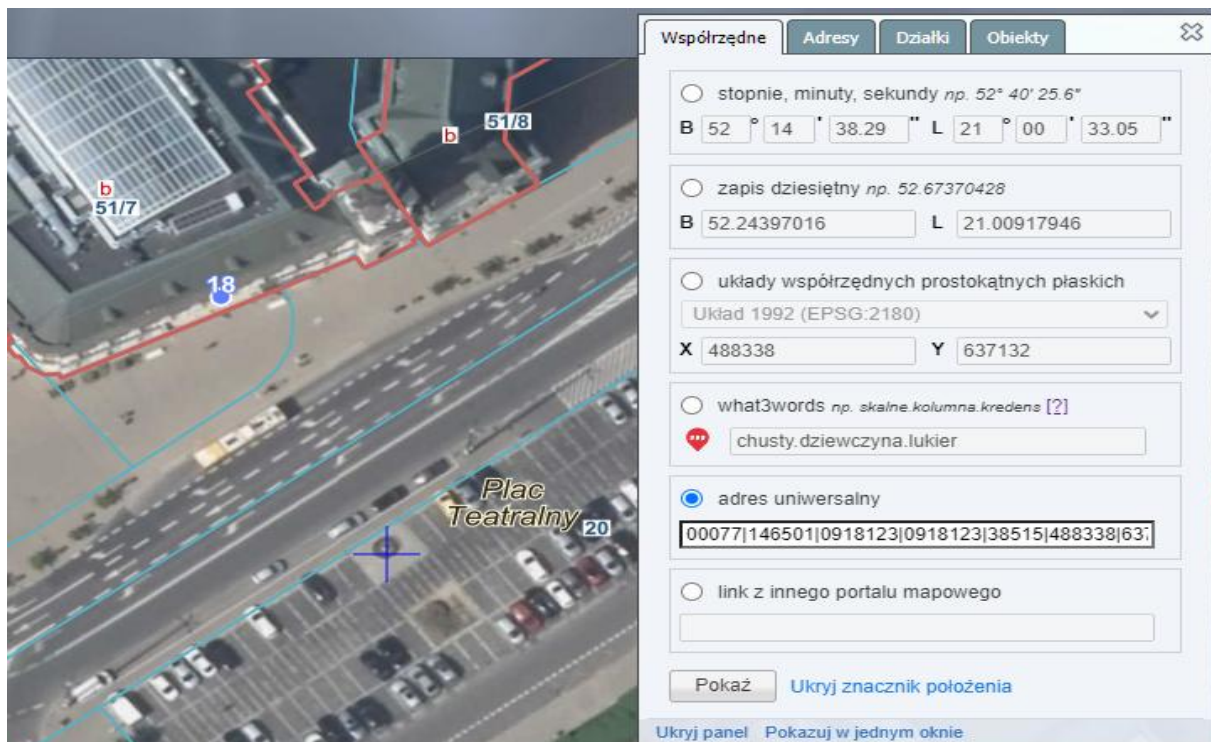 b
51/8
b
51/7
18
Plac
Teatralny
20
Współrzędne Adresy Działki Obiekty
stopnie, minuty, sekundy np. 52° 40' 25.6"
B 52 ° 14 ' 38.29 " L 21 ° 00 ' 33.05 "
zapis dziesiętny np. 52.67370428
B 52.24397016 L 21.00917946
układy współrzędnych prostokątnych płaskich
Układ 1992 (EPSG:2180)
X 488338 Y 637132
what3words np. skalne.kolumna.kredens [?]
chusty.dziewczyna.lukier
adres uniwersalny
00077|146501|0918123|0918123|38515|488338|637
link z innego portalu mapowego
Pokaż Ukryj znacznik położenia
Ukryj panel Pokazuj w jednym oknie